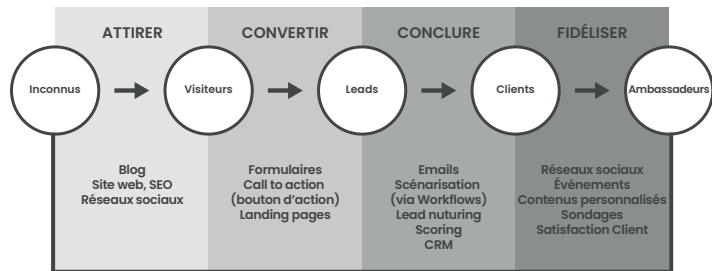 ATTIRER
CONVERTIR
CONCLURE
FIDÉLISER
Inconnus
Visiteurs
Leads
Clients
Ambassadeurs
Blog
Site web, SEO
Réseaux sociaux
Formulaires
Call to action
(bouton d'action)
Landing pages
Emails
Scénarisation
(via Workflows)
Lead nuturing
Scoring
CRM
Réseaux sociaux
Événements
Contenus personnalisés
Sondages
Satisfaction Client